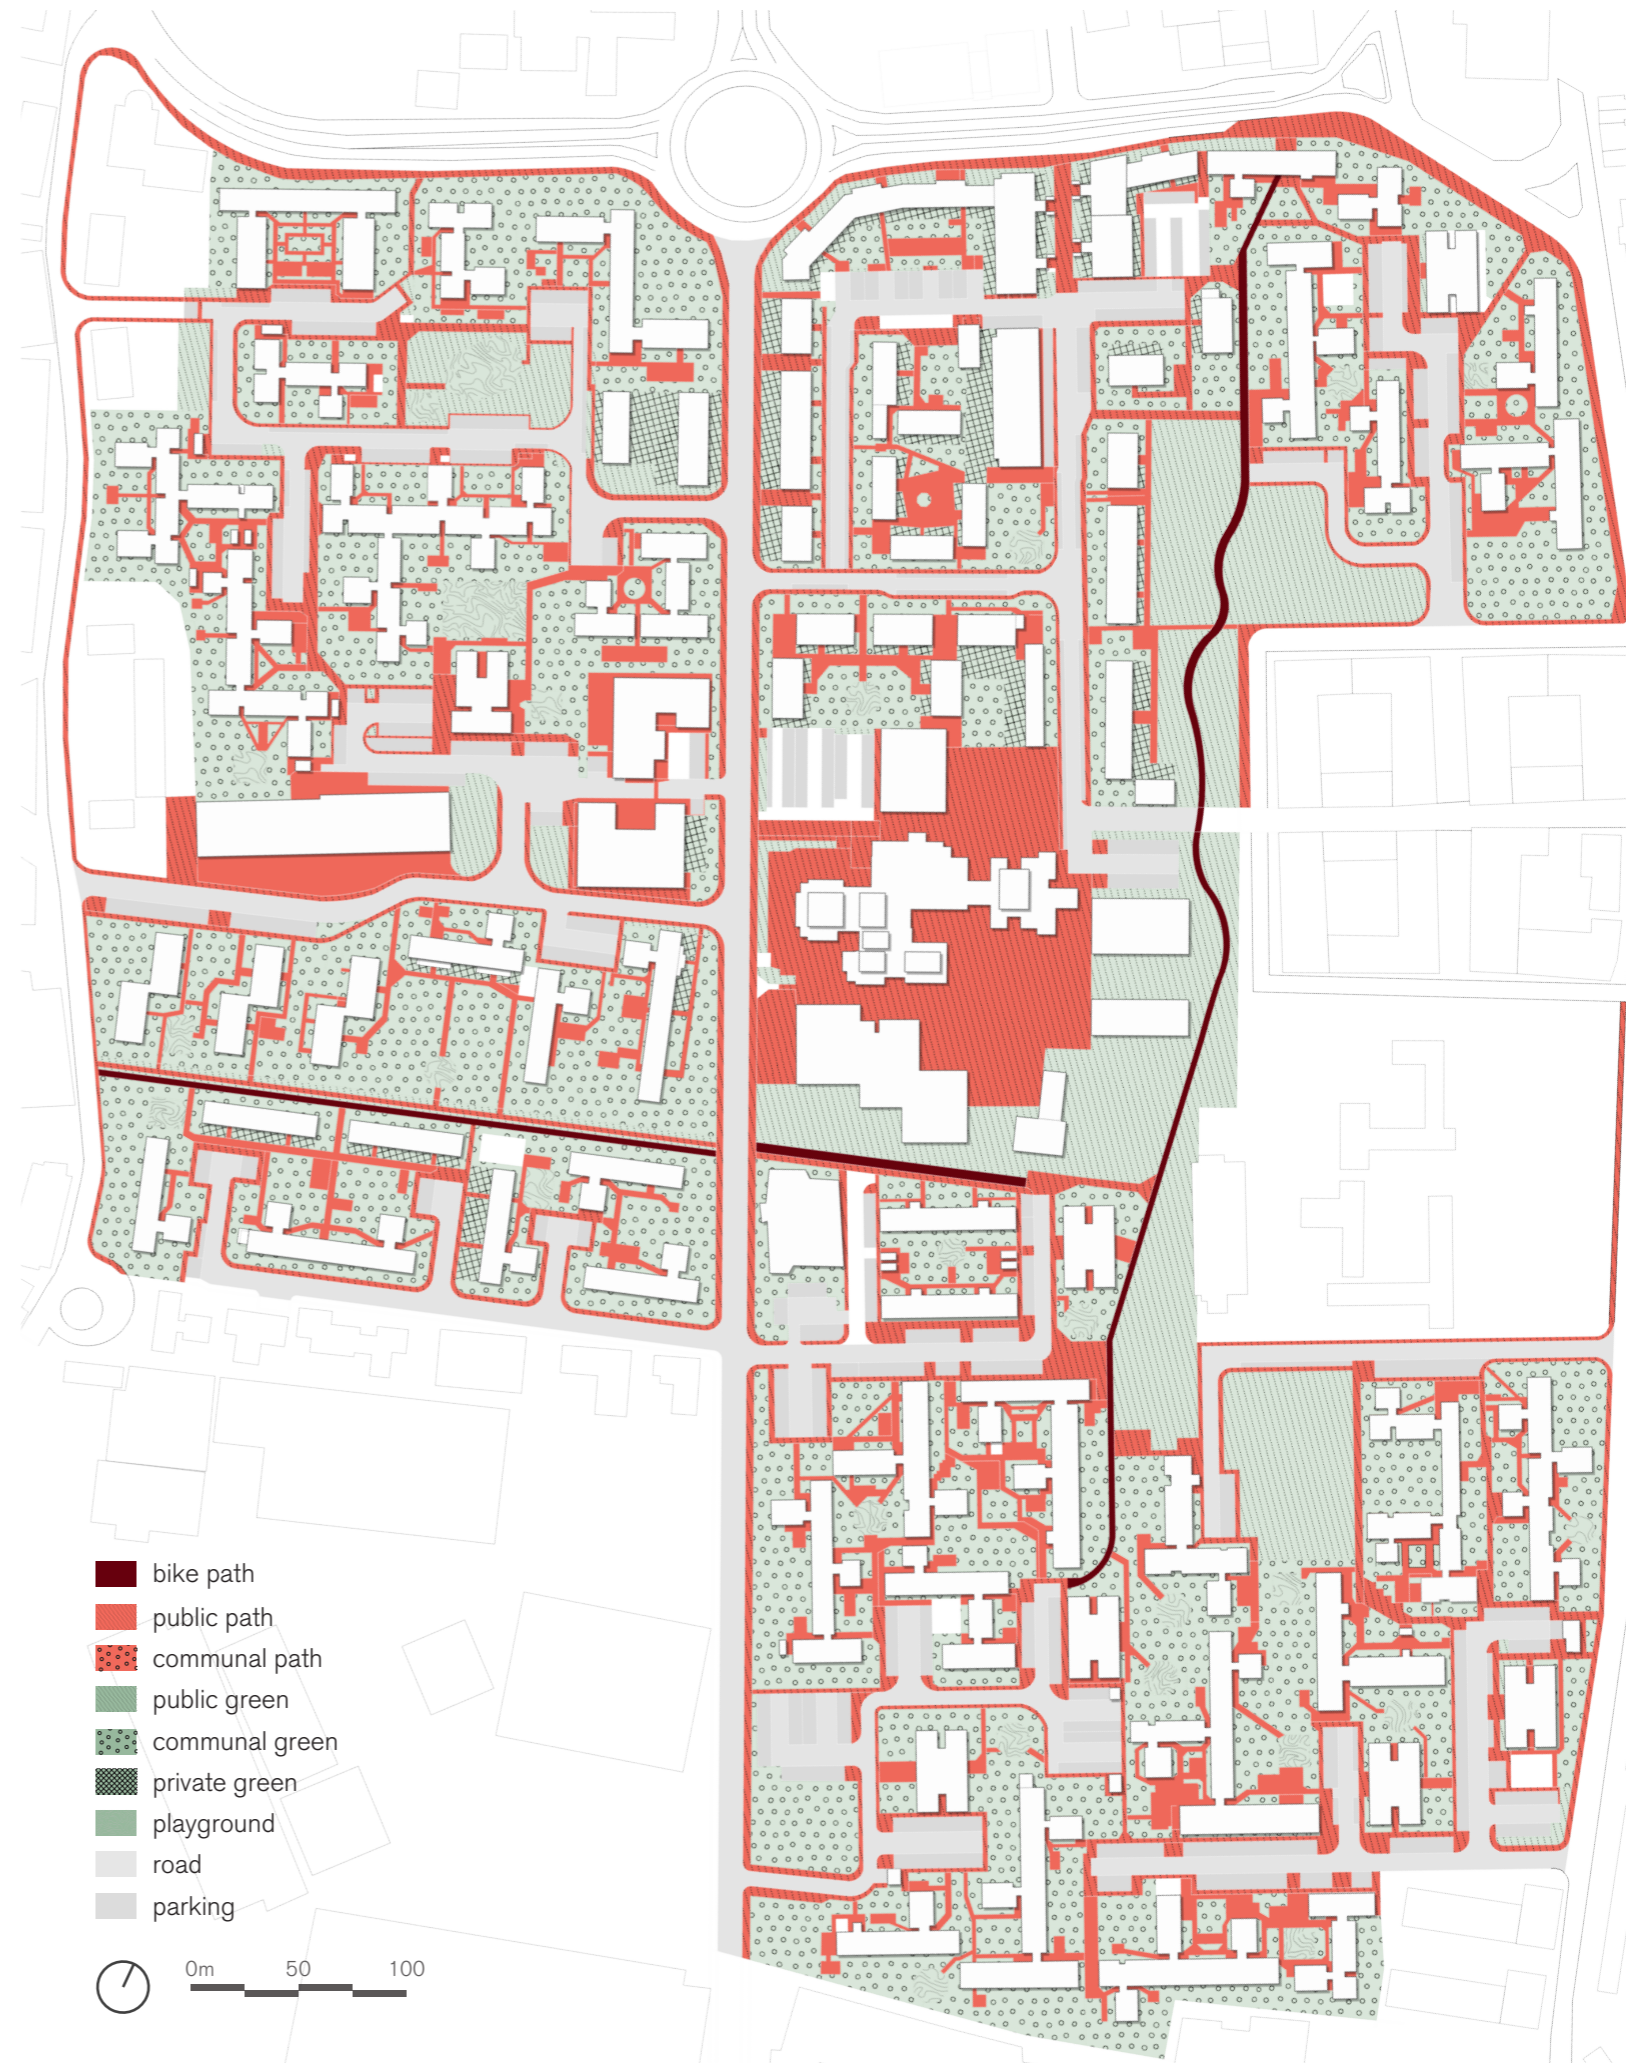 bike path
public path
communal path
public green
communal green
private green
playground
road
parking
0m 50 100